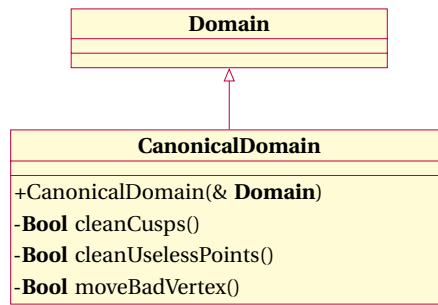 Domain
CanonicalDomain
+CanonicalDomain(& Domain)
-Bool cleanCusps()
-Bool cleanUselessPoints()
-Bool moveBadVertex()